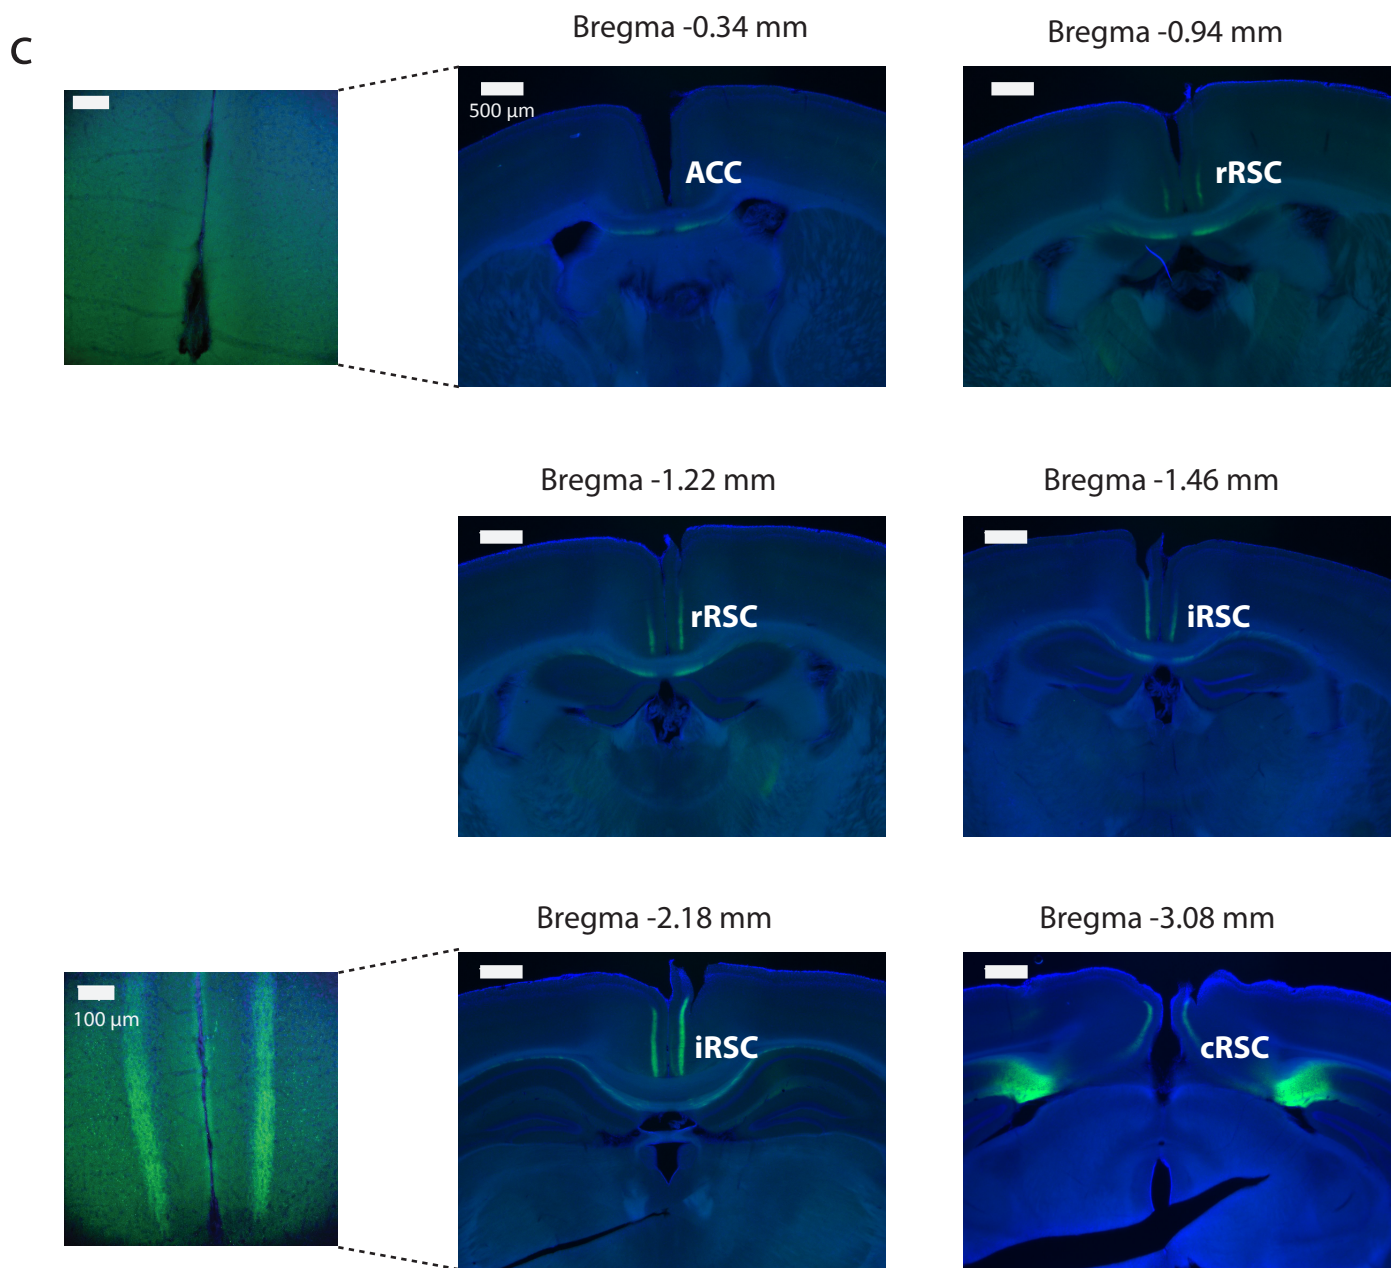 C
Bregma -0.34 mm
Bregma -0.94 mm
500 µm
ACC
rRSC
Bregma -1.22 mm
Bregma -1.46 mm
rRSC
iRSC
Bregma -2.18 mm
Bregma -3.08 mm
100 µm
iRSC
cRSC